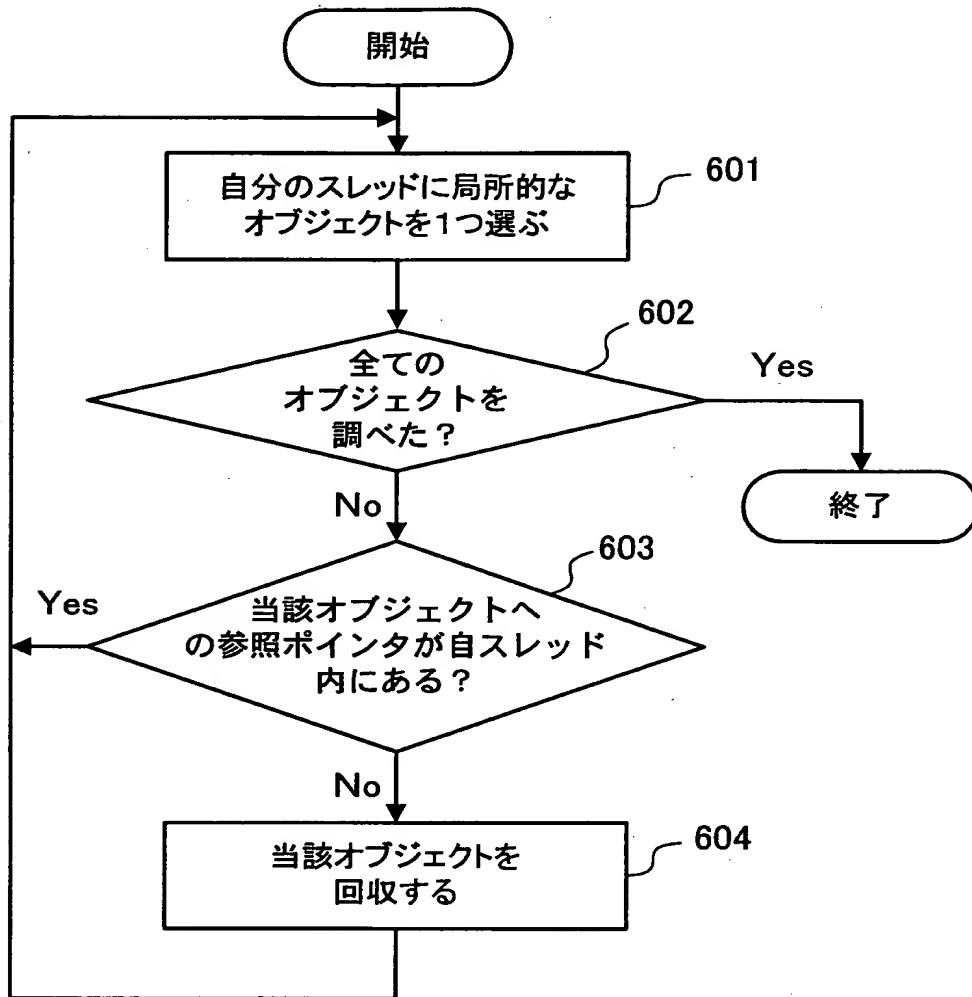 開始
自分のスレッドに局所的な
オブジェクトを1つ選ぶ
601
602
全ての
オブジェクトを
調べた?
Yes
No
終了
603
Yes
当該オブジェクトへ
の参照ポインタが自スレッド
内にある?
No
604
当該オブジェクトを
回収する